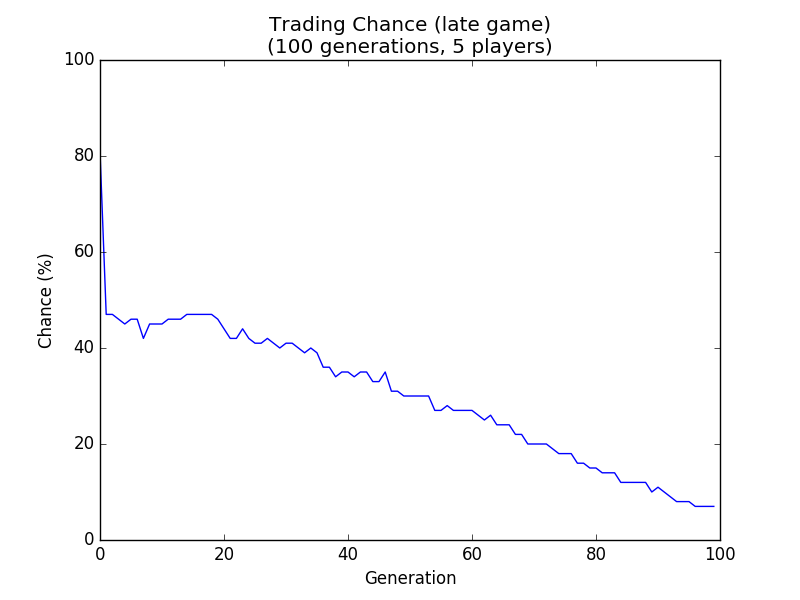 Trading Chance (late game)
(100 generations, 5 players)
100
80
60
40
20
0
Chance (%)
0 20 40 60 80 100
Generation